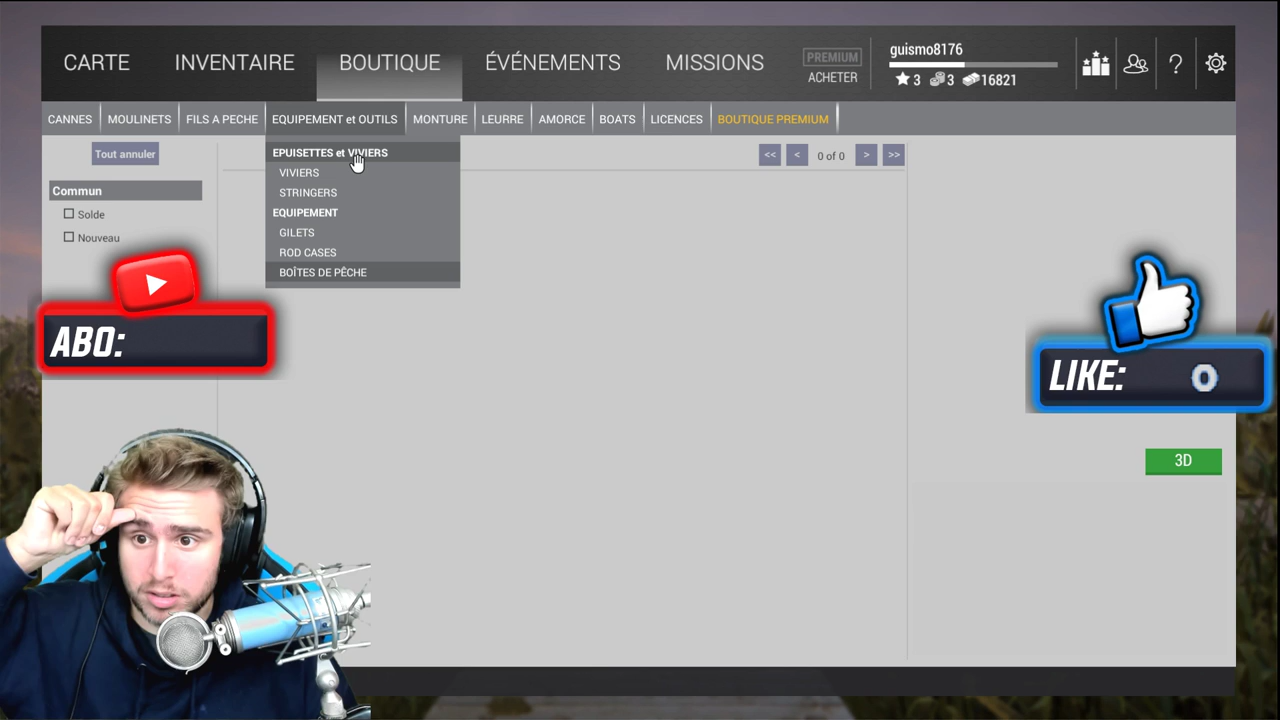 CARTE INVENTAIRE BOUTIQUE ÉVÉNEMENTS MISSIONS
PREMIUM
ACHETER
guismo8176
3 3 16821
?
CANNES MOULINETS FILS A PECHE EQUIPEMENT et OUTILS MONTURE LEURRE AMORCE BOATS LICENCES BOUTIQUE PREMIUM
Tout annuler
<< < 0 of 0 > >>
EPUISETTES et VIVIERS
VIVIERS
STRINGERS
EQUIPEMENT
GILETS
ROD CASES
BOÎTES DE PÊCHE
Commun
Solde
Nouveau
ABO:
LIKE: 0
3D